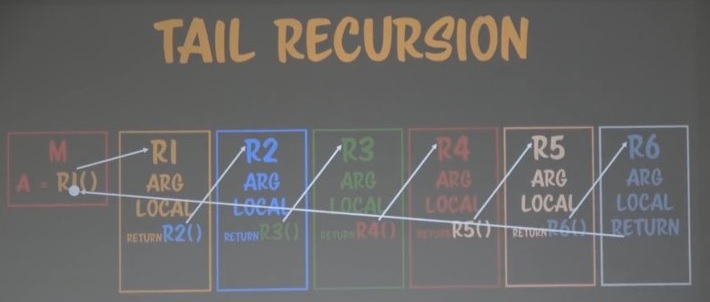 TAIL RECURSION
M
A = R1()
R1
ARG
LOCAL
RETURN R2()
R2
ARG
LOCAL
RETURN R3()
R3
ARG
LOCAL
RETURN R4()
R4
ARG
LOCAL
RETURN R5()
R5
ARG
LOCAL
RETURN R6()
R6
ARG
LOCAL
RETURN